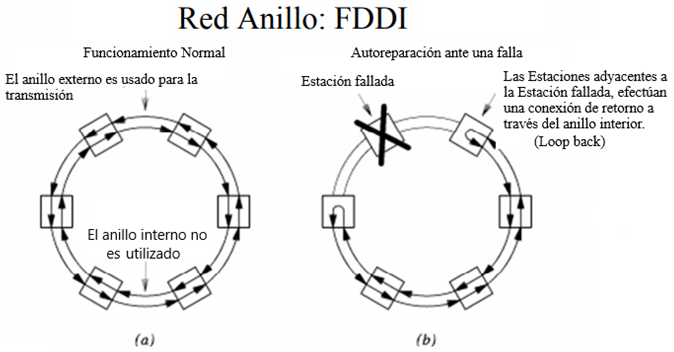 Red Anillo: FDDI
Funcionamiento Normal
El anillo externo es usado para la
transmisión
El anillo interno no
es utilizado
(a)
Autoreparación ante una falla
Estación fallada
Las Estaciones adyacentes a
la Estación fallada, efectúan
una conexión de retorno a
través del anillo interior.
(Loop back)
(b)